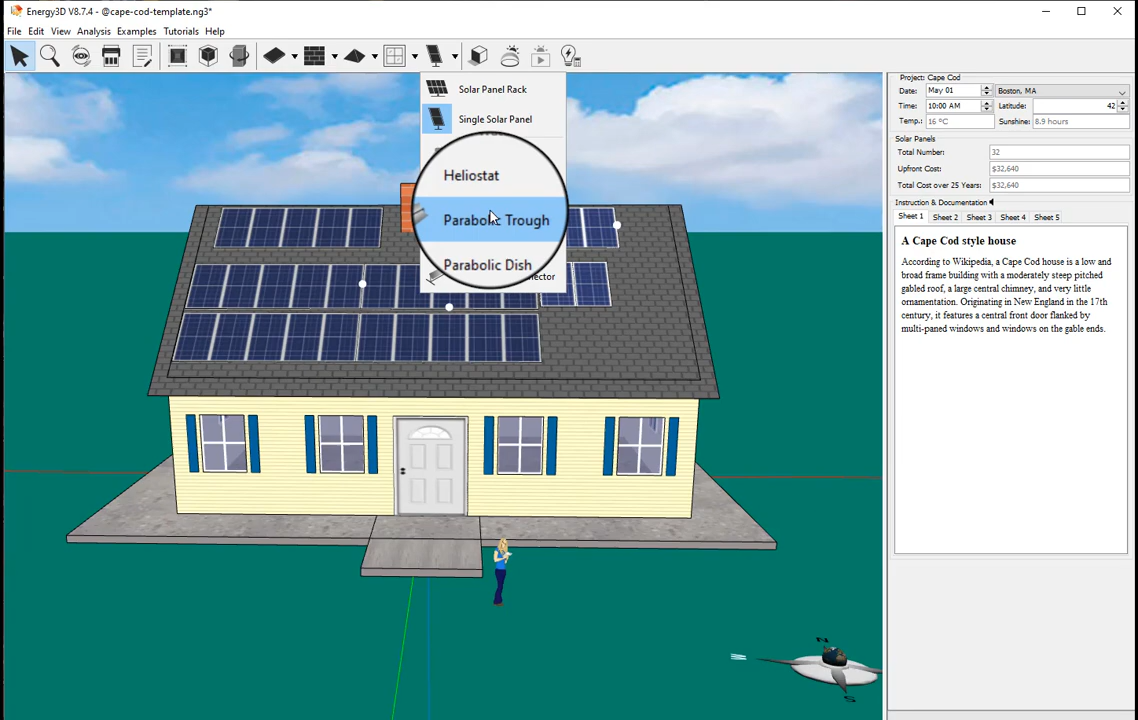 Energy3D V8.7.4 - @cape-cod-template.ng3*
File Edit View Analysis Examples Tutorials Help
Solar Panel Rack
Single Solar Panel
Heliostat
Parabolic Trough
Parabolic Dish
Project: Cape Cod
Date: May 01 Boston, MA
Time: 10:00 AM Latitude: 42
Temp.: 16 °C Sunshine: 8.9 hours
Solar Panels
Total Number: 32
Upfront Cost: $32,640
Total Cost over 25 Years: $32,640
Instruction & Documentation
Sheet 1 Sheet 2 Sheet 3 Sheet 4 Sheet 5
A Cape Cod style house
According to Wikipedia, a Cape Cod house is a low and
broad frame building with a moderately steep pitched
gabled roof, a large central chimney, and very little
ornamentation. Originating in New England in the 17th
century, it features a central front door flanked by
multi-paned windows and windows on the gable ends.
N
S